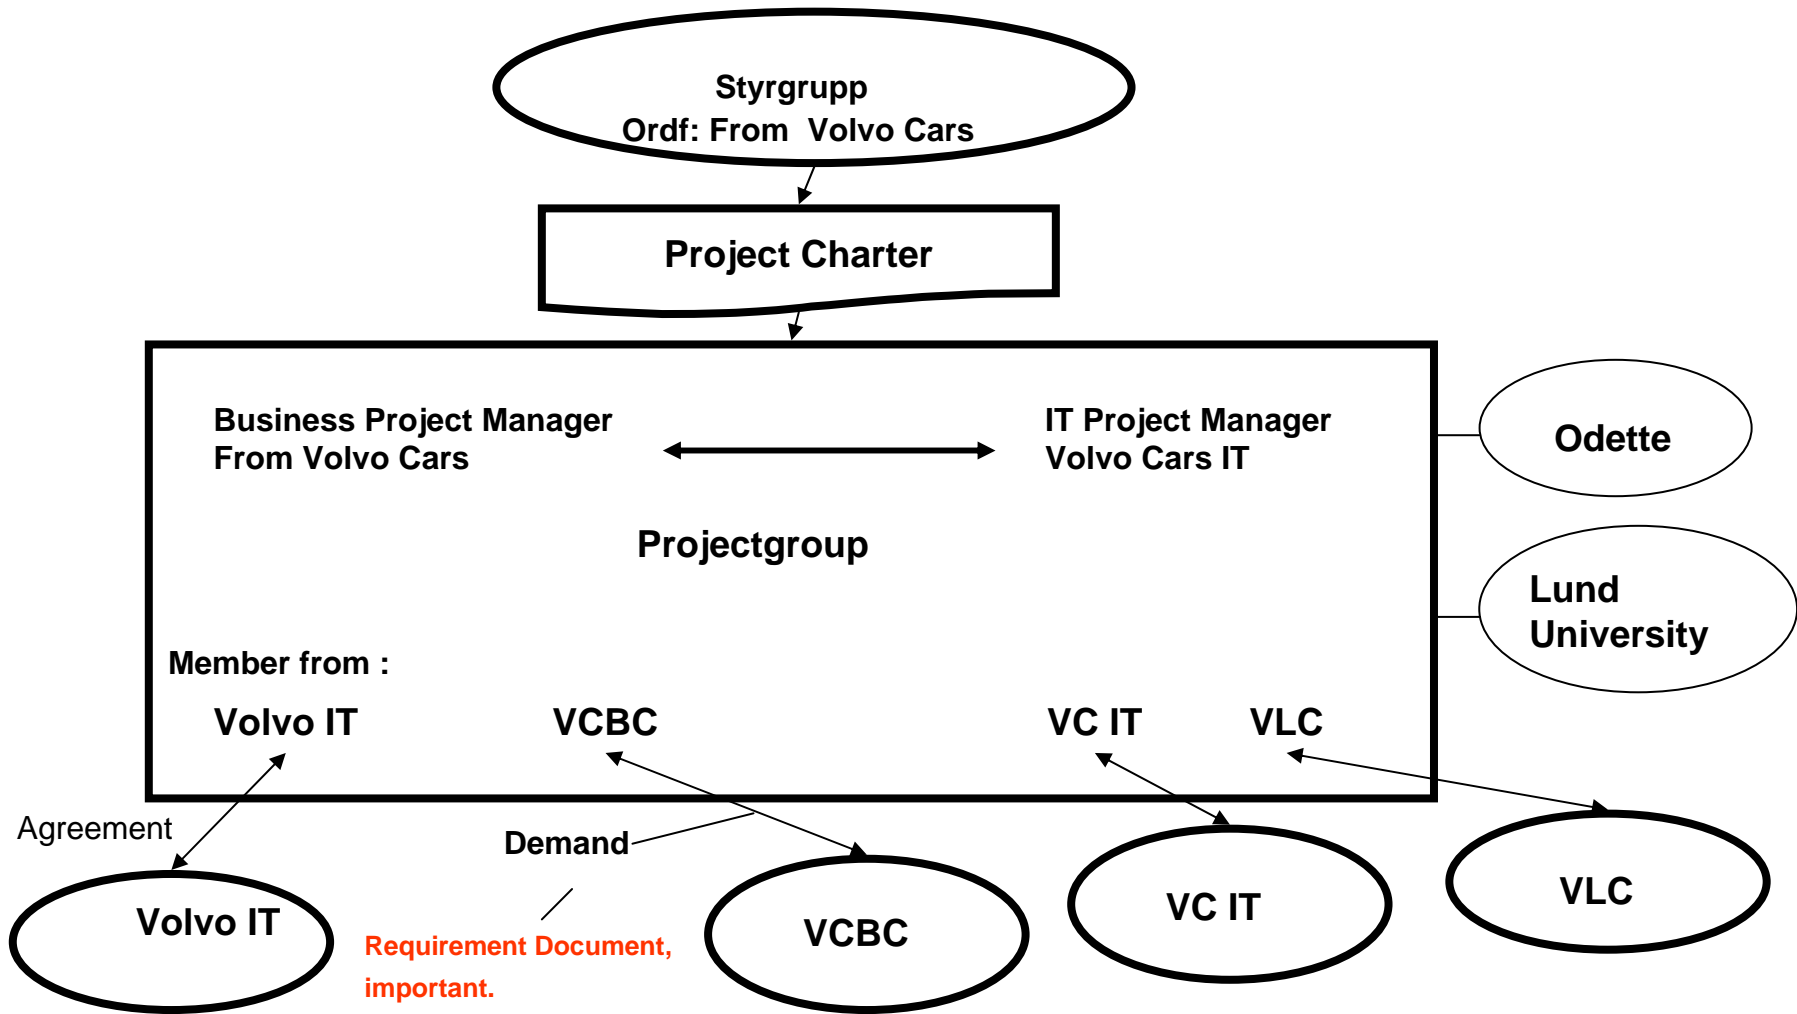 Styrgrupp
Ordf: From Volvo Cars
Project Charter
Business Project Manager
From Volvo Cars
IT Project Manager
Volvo Cars IT
Odette
Projectgroup
Lund
University
Member from :
Volvo IT
VCBC
VC IT
VLC
Agreement
Demand
Volvo IT
Requirement Document,
important.
VCBC
VC IT
VLC